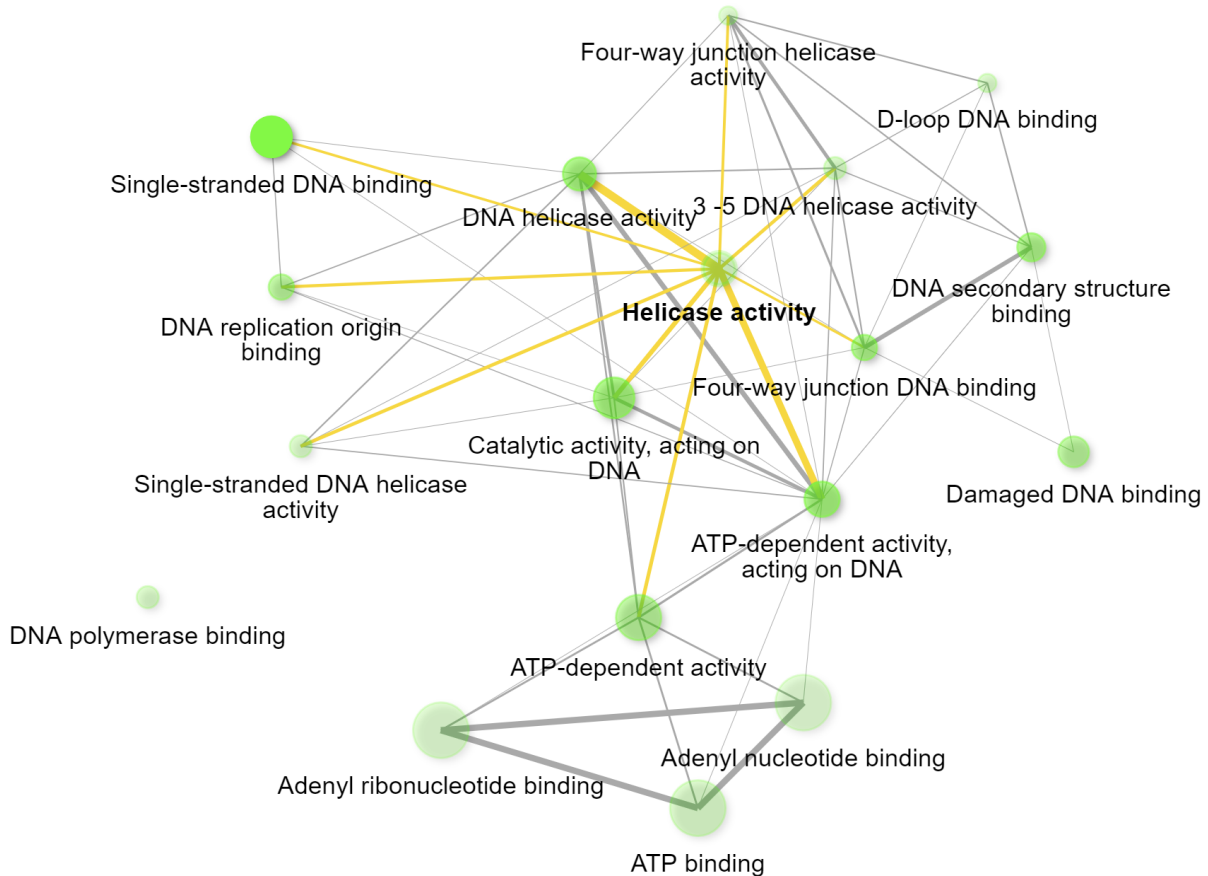 Four-way junction helicase
activity
D-loop DNA binding
Single-stranded DNA binding
DNA helicase activity
3 -5 DNA helicase activity
DNA secondary structure
binding
Helicase activity
DNA replication origin
binding
Four-way junction DNA binding
Catalytic activity, acting on
DNA
Single-stranded DNA helicase
activity
Damaged DNA binding
ATP-dependent activity,
acting on DNA
DNA polymerase binding
ATP-dependent activity
Adenyl nucleotide binding
Adenyl ribonucleotide binding
ATP binding